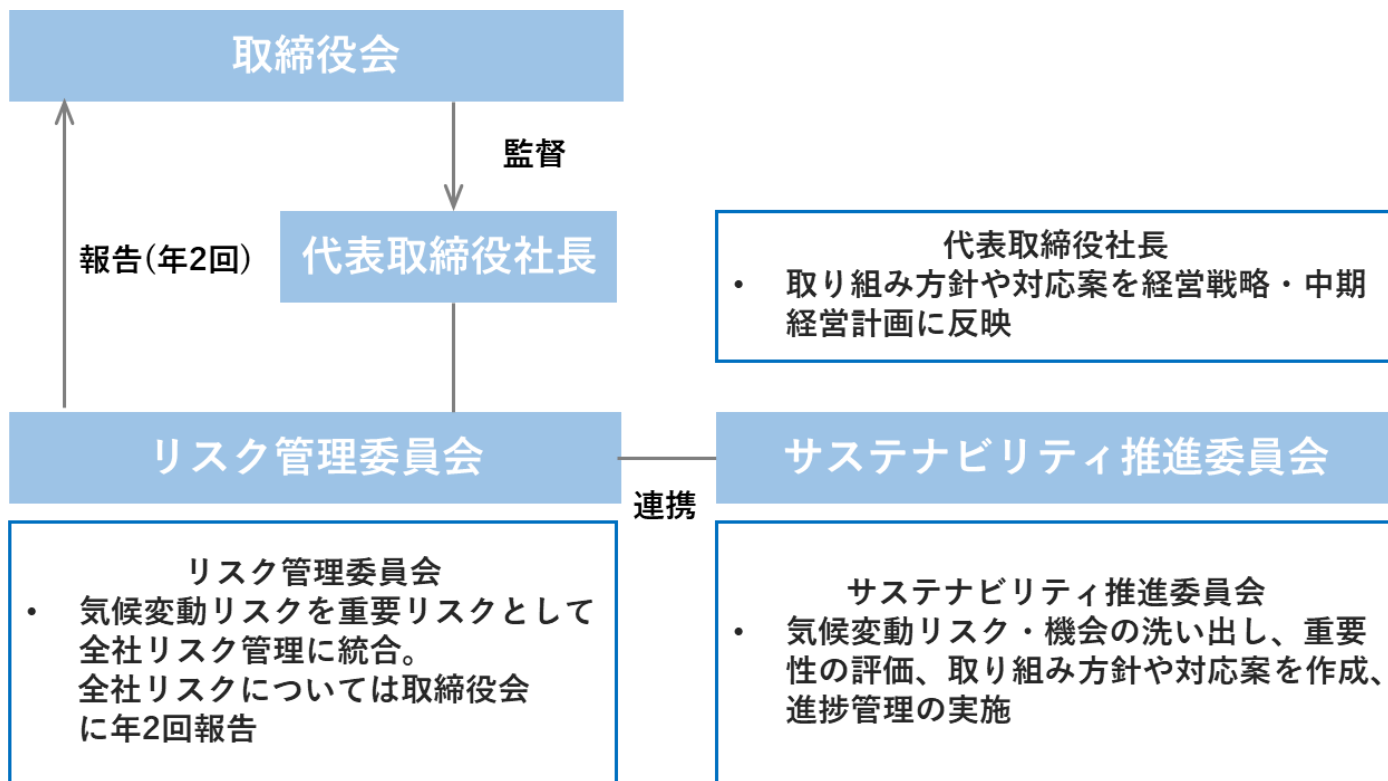 取締役会
監督
報告(年2回)
代表取締役社長
代表取締役社長
• 取り組み方針や対応案を経営戦略・中期
経営計画に反映
リスク管理委員会
サステナビリティ推進委員会
連携
リスク管理委員会
• 気候変動リスクを重要リスクとして
全社リスク管理に統合。
全社リスクについては取締役会
に年2回報告
サステナビリティ推進委員会
• 気候変動リスク・機会の洗い出し、重要
性の評価、取り組み方針や対応案を作成、
進捗管理の実施